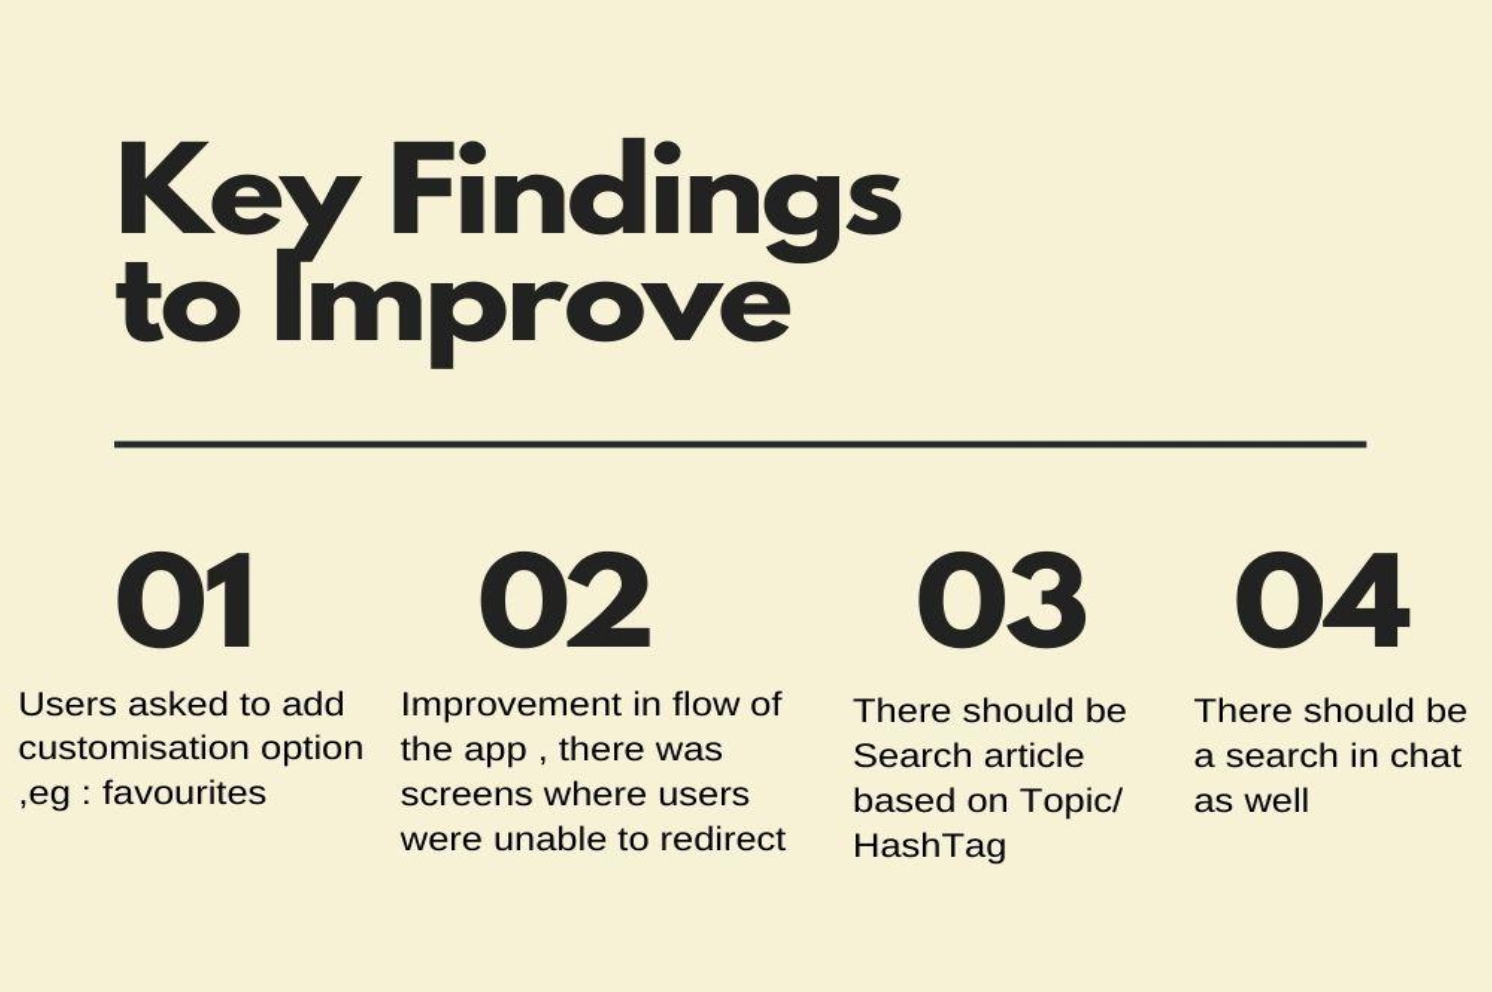 Key Findings
to Improve
01
Users asked to add
customisation option
,eg : favourites
02
Improvement in flow of
the app , there was
screens where users
were unable to redirect
03
There should be
Search article
based on Topic/
HashTag
04
There should be
a search in chat
as well